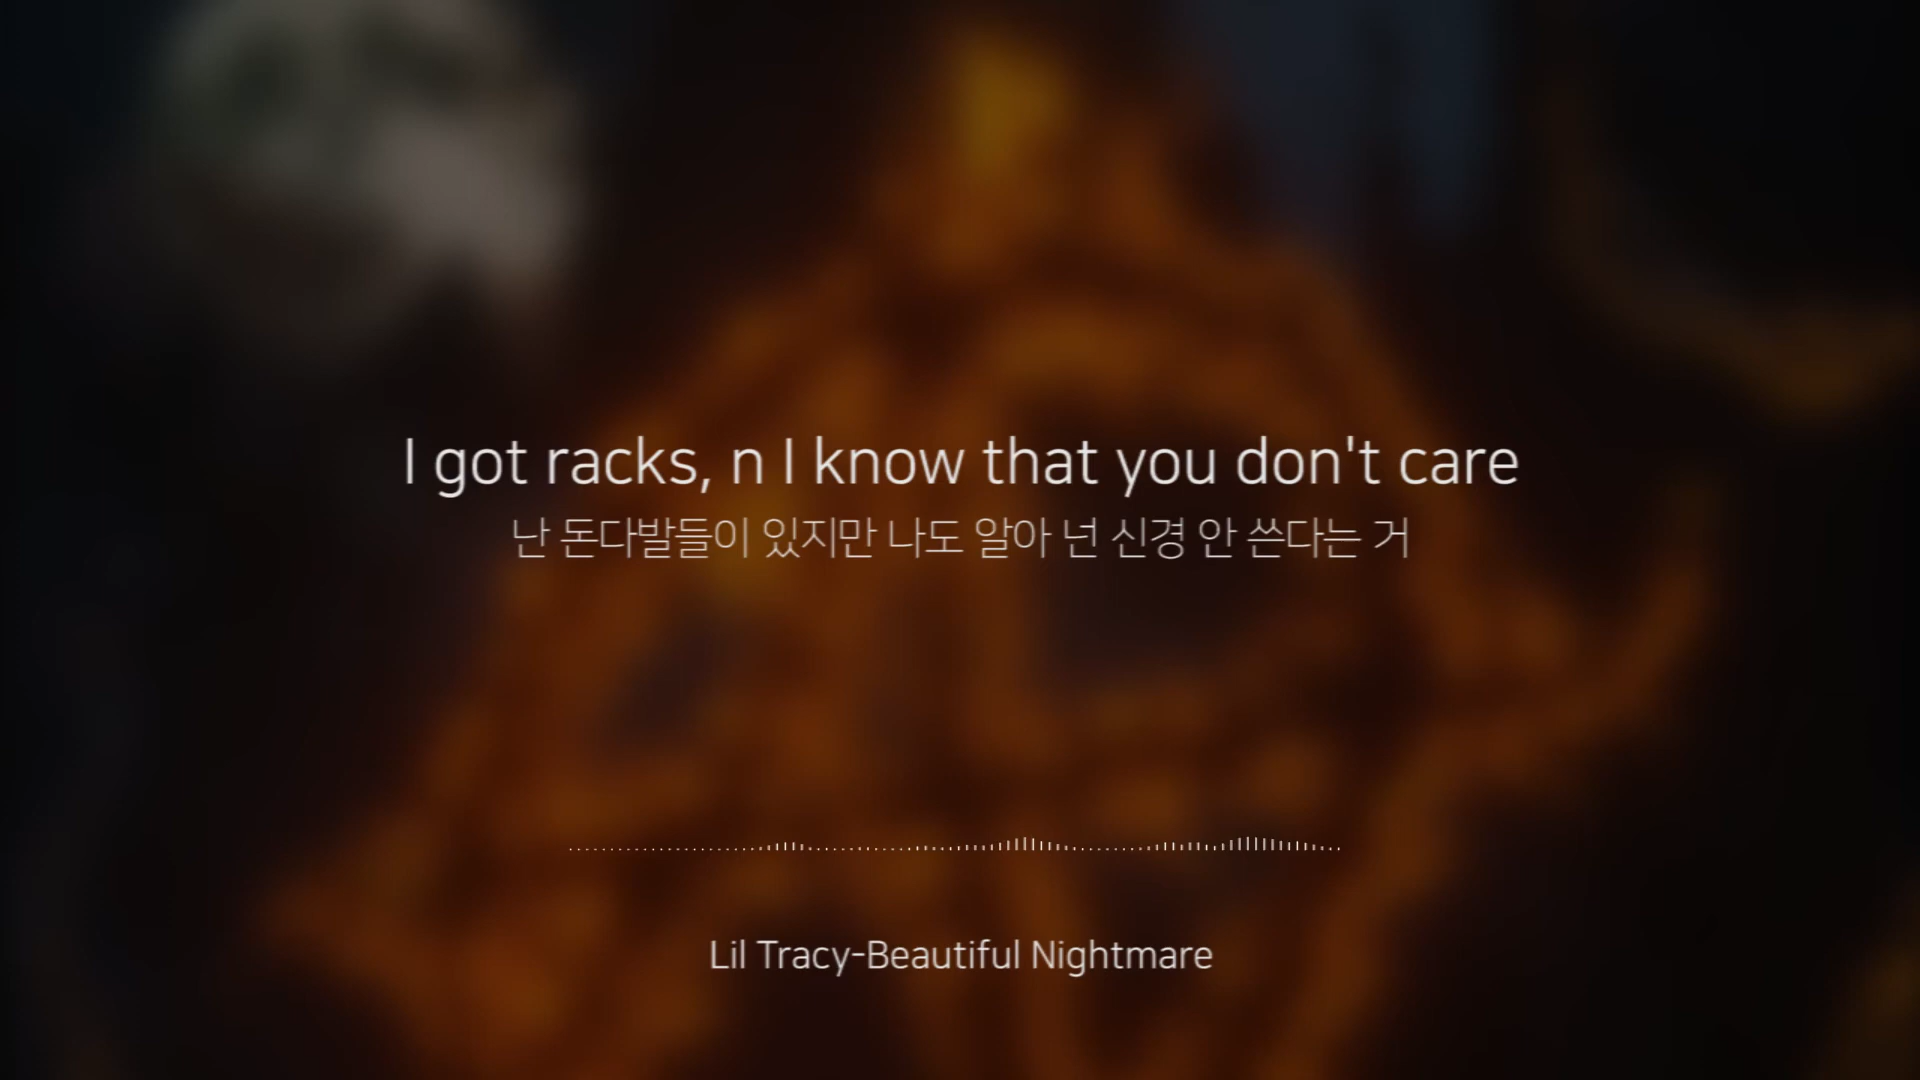 I got racks, n I know that you don't care
난 돈다발들이 있지만 나도 알아 넌 신경 안 쓴다는 거
Lil Tracy-Beautiful Nightmare